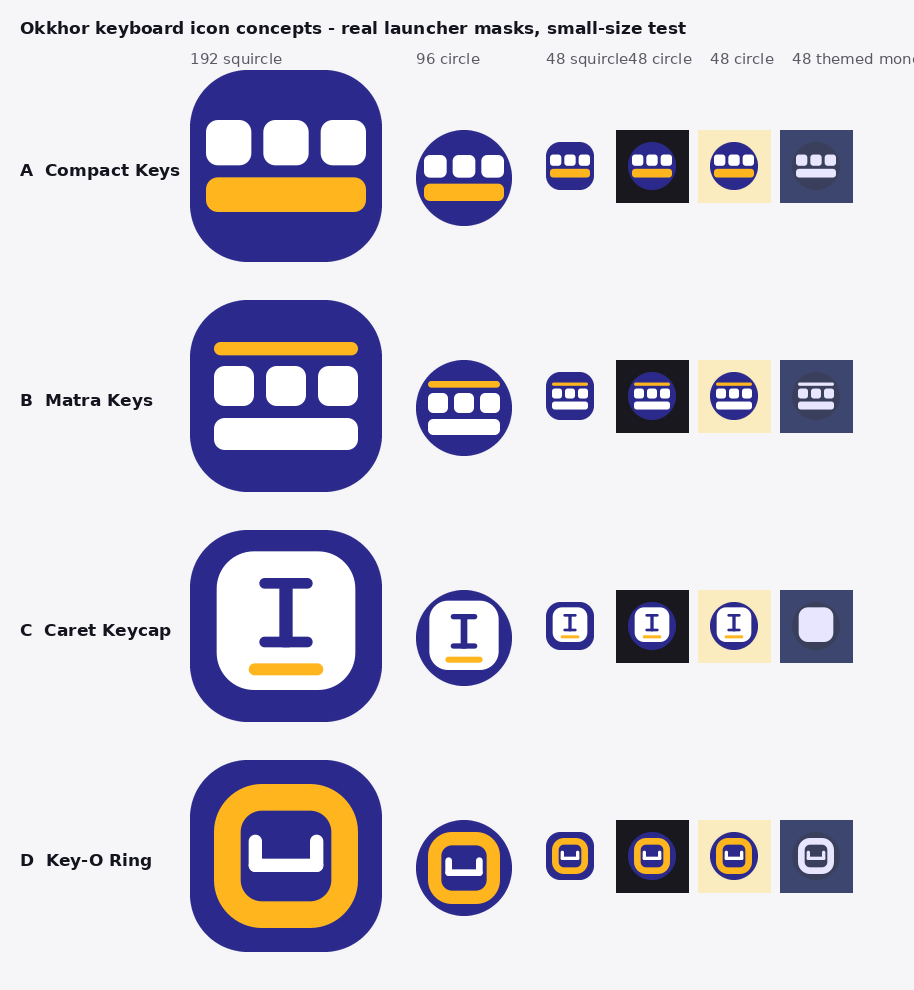 Okkhor keyboard icon concepts - real launcher masks, small-size test
192 squircle 96 circle 48 squircle 48 circle 48 circle 48 themed mon
A Compact Keys
B Matra Keys
C Caret Keycap
D Key-O Ring